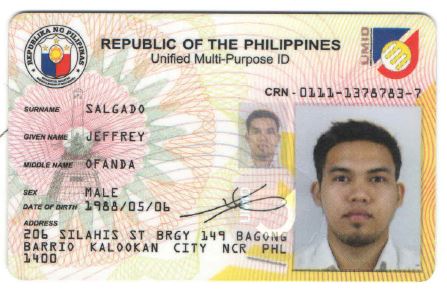 REPUBLIKA NG PILIPINAS
REPUBLIC OF THE PHILIPPINES
Unified Multi-Purpose ID
UMID
CRN - 0111-1378783-7
SURNAME SALGADO
GIVEN NAME JEFFREY
MIDDLE NAME OFANDA
SEX MALE
DATE OF BIRTH 1988/05/06
ADDRESS
206 SILAHIS ST BRGY 149 BAGONG
BARRIO KALOOKAN CITY NCR PHL
1400